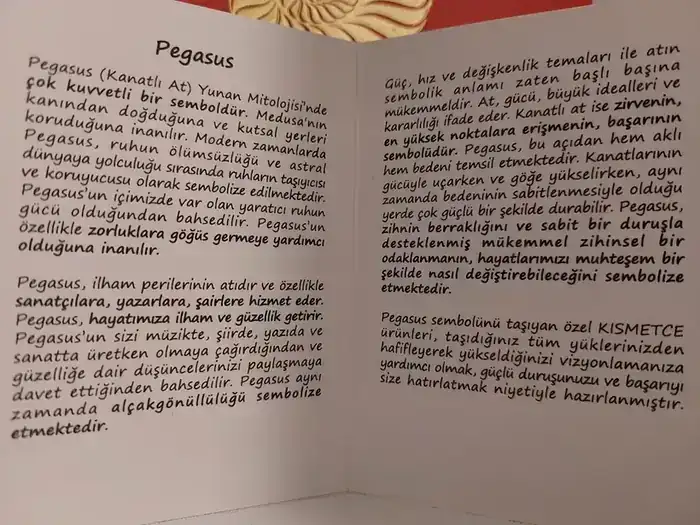 Pegasus
Pegasus (Kanatlı At) Yunan Mitolojisi'nde
çok kuvvetli bir semboldür. Medusa'nın
kanından doğduğuna ve kutsal yerleri
koruduğuna inanılır. Modern zamanlarda
Pegasus, ruhun ölümsüzlüğü ve astral
dünyaya yolculuğu sırasında ruhların taşıyıcısı
ve koruyucusu olarak sembolize edilmektedir.
Pegasus'un içimizde var olan yaratıcı ruhun
gücü olduğundan bahsedilir. Pegasus'un
özellikle zorluklara göğüs germeye yardımcı
olduğuna inanılır.
Pegasus, ilham perilerinin atıdır ve özellikle
sanatçılara, yazarlara, şairlere hizmet eder.
Pegasus, hayatımıza ilham ve güzellik getirir.
Pegasus'un sizi müzikte, şiirde, yazıda ve
sanatta üretken olmaya çağırdığından ve
güzelliğe dair düşüncelerinizi paylaşmaya
davet ettiğinden bahsedilir. Pegasus aynı
zamanda alçakgönüllülüğü sembolize
etmektedir.
Güç, hız ve değişkenlik temaları ile atın
sembolik anlamı zaten başlı başına
mükemmeldir. At, gücü, büyük idealleri ve
kararlılığı ifade eder. Kanatlı at ise zirvenin,
en yüksek noktalara erişmenin, başarının
sembolüdür. Pegasus, bu açıdan hem aklı
hem bedeni temsil etmektedir. Kanatlarının
gücüyle uçarken ve göğe yükselirken, aynı
zamanda bedeninin sabitlenmesiyle olduğu
yerde çok güçlü bir şekilde durabilir. Pegasus,
zihnin berraklığını ve sabit bir duruşla
desteklenmiş mükemmel zihinsel bir
odaklanmanın, hayatlarımızı muhteşem bir
şekilde nasıl değiştirebileceğini sembolize
etmektedir.
Pegasus sembolünü taşıyan özel KISMETCE
ürünleri, taşıdığınız tüm yüklerinizden
hafifleyerek yükseldiğinizi vizyonlamanıza
yardımcı olmak, güçlü duruşunuzu ve başarıyı
size hatırlatmak niyetiyle hazırlanmıştır.